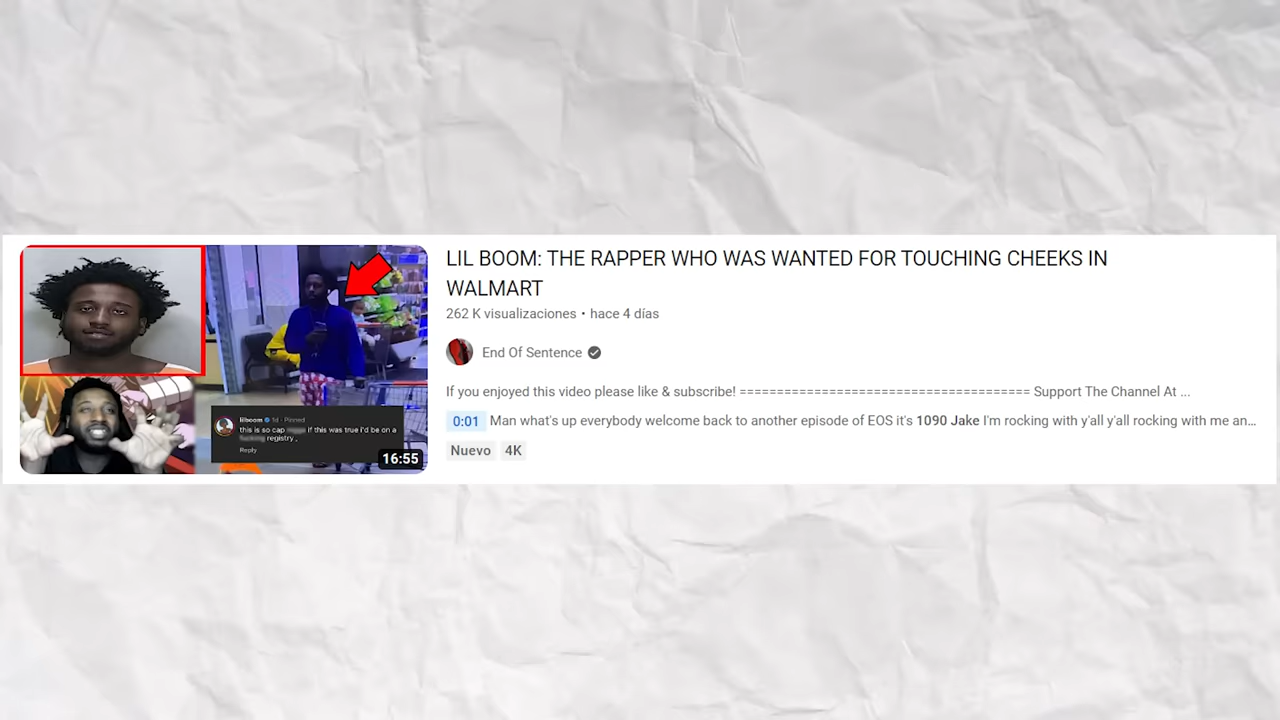 LIL BOOM: THE RAPPER WHO WAS WANTED FOR TOUCHING CHEEKS IN
WALMART
262 K visualizaciones • hace 4 días
End Of Sentence
If you enjoyed this video please like & subscribe! ===================================== Support The Channel At ...
0:01 Man what's up everybody welcome back to another episode of EOS it's 1090 Jake I'm rocking with y'all y'all rocking with me an...
Nuevo 4K
lilboom 1d · Pinned
this is so cap if this was true i'd be on a
registry ,
Reply
16:55